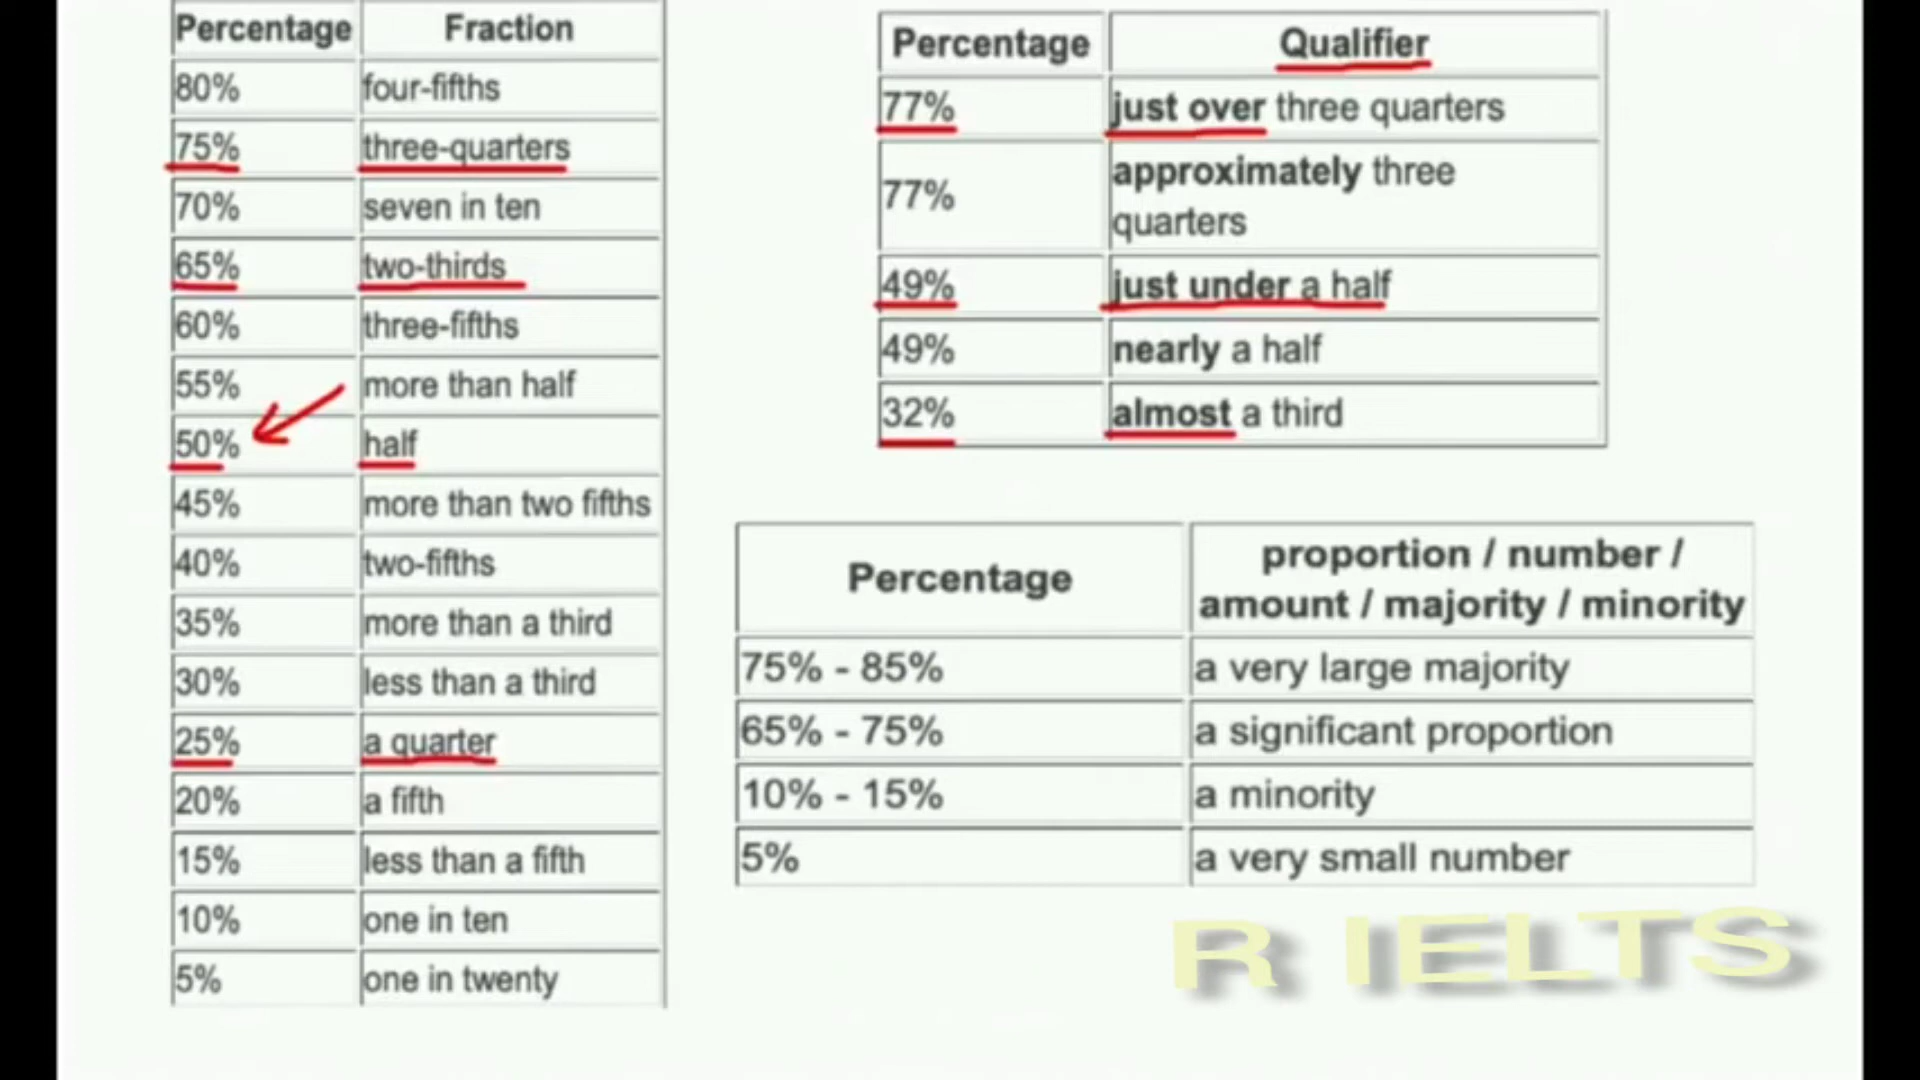 Percentage Fraction
80% four-fifths
75% three-quarters
70% seven in ten
65% two-thirds
60% three-fifths
55% more than half
50% half
45% more than two fifths
40% two-fifths
35% more than a third
30% less than a third
25% a quarter
20% a fifth
15% less than a fifth
10% one in ten
5% one in twenty
Percentage Qualifier
77% just over three quarters
77% approximately three
quarters
49% just under a half
49% nearly a half
32% almost a third
Percentage proportion / number /
amount / majority / minority
75% - 85% a very large majority
65% - 75% a significant proportion
10% - 15% a minority
5% a very small number
R IELTS